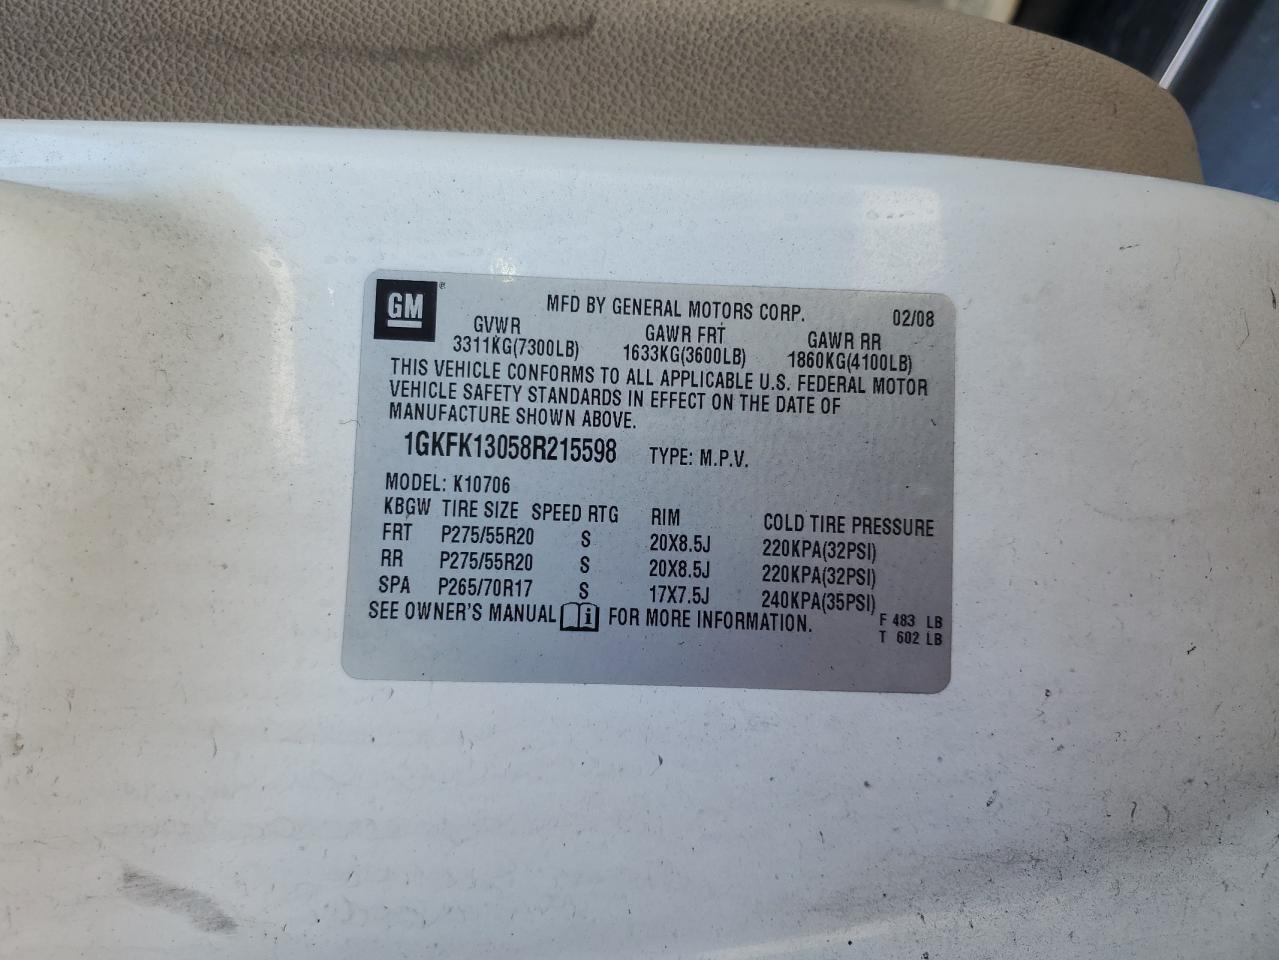 GM ®
MFD BY GENERAL MOTORS CORP. 02/08
GVWR GAWR FRT GAWR RR
3311KG(7300LB) 1633KG(3600LB) 1860KG(4100LB)
THIS VEHICLE CONFORMS TO ALL APPLICABLE U.S. FEDERAL MOTOR
VEHICLE SAFETY STANDARDS IN EFFECT ON THE DATE OF
MANUFACTURE SHOWN ABOVE.
1GKFK13058R215598 TYPE: M.P.V.
MODEL: K10706
KBGW TIRE SIZE SPEED RTG RIM COLD TIRE PRESSURE
FRT P275/55R20 S 20X8.5J 220KPA(32PSI)
RR P275/55R20 S 20X8.5J 220KPA(32PSI)
SPA P265/70R17 S 17X7.5J 240KPA(35PSI)
SEE OWNER'S MANUAL i FOR MORE INFORMATION.
F 483 LB
T 602 LB